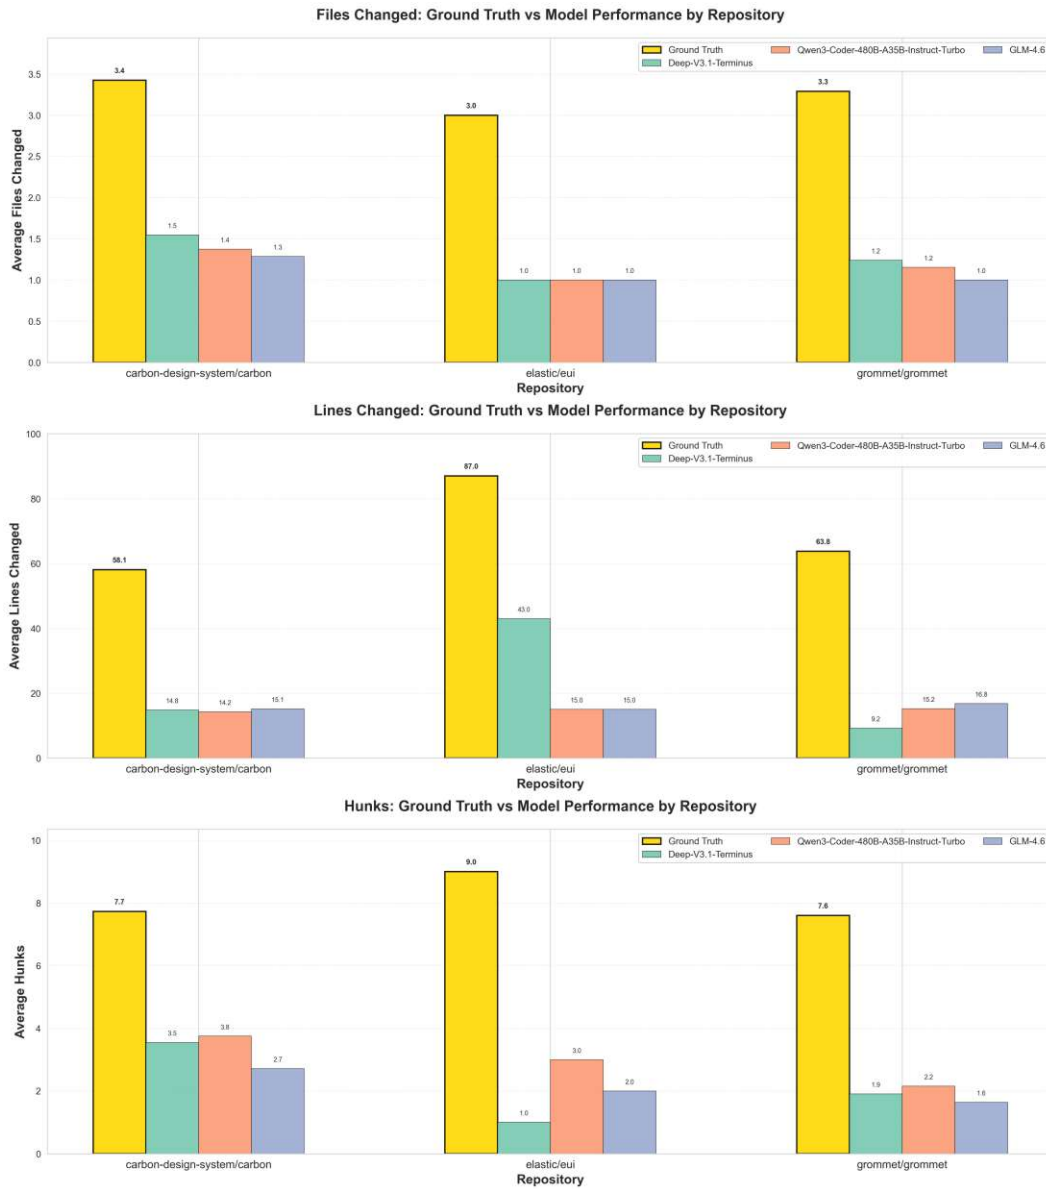 Files Changed: Ground Truth vs Model Performance by Repository
Ground Truth
Deep-V3.1-Terminus
Qwen3-Coder-480B-A35B-Instruct-Turbo
GLM-4.6
Average Files Changed
3.5
3.0
2.5
2.0
1.5
1.0
0.5
0.0
3.4
1.5
1.4
1.3
3.0
1.0
1.0
1.0
3.3
1.2
1.2
1.0
carbon-design-system/carbon
elastic/eui
grommet/grommet
Repository
Lines Changed: Ground Truth vs Model Performance by Repository
Ground Truth
Deep-V3.1-Terminus
Qwen3-Coder-480B-A35B-Instruct-Turbo
GLM-4.6
Average Lines Changed
100
80
60
40
20
0
58.1
14.8
14.2
15.1
87.0
43.0
15.0
15.0
63.8
9.2
15.2
16.8
carbon-design-system/carbon
elastic/eui
grommet/grommet
Repository
Hunks: Ground Truth vs Model Performance by Repository
Ground Truth
Deep-V3.1-Terminus
Qwen3-Coder-480B-A35B-Instruct-Turbo
GLM-4.6
Average Hunks
10
8
6
4
2
0
7.7
3.5
3.8
2.7
9.0
1.0
3.0
2.0
7.6
1.9
2.2
1.6
carbon-design-system/carbon
elastic/eui
grommet/grommet
Repository